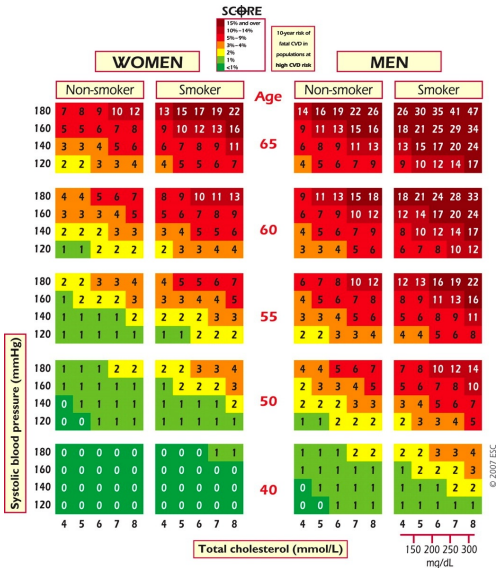 SCORE
15% and over
10%–14%
5%–9%
3%–4%
2%
1%
<1%
10-year risk of
fatal CVD in
populations at
high CVD risk
WOMEN
MEN
Non-smoker Smoker Age Non-smoker Smoker
180 7 8 9 10 12 13 15 17 19 22 14 16 19 22 26 26 30 35 41 47
160 5 5 6 7 8 9 10 12 13 16 9 11 13 15 16 18 21 25 29 34
65
140 3 3 4 5 6 6 7 8 9 11 6 8 9 11 13 13 15 17 20 24
120 2 2 3 3 4 4 5 5 6 7 4 5 6 7 9 9 10 12 14 17
180 4 4 5 6 7 8 9 10 11 13 9 11 13 15 18 18 21 24 28 33
160 3 3 3 4 5 5 6 7 8 9 6 7 9 10 12 12 14 17 20 24
60
140 2 2 2 3 3 3 4 5 5 6 4 5 6 7 9 8 10 12 14 17
120 1 1 2 2 2 2 3 3 4 4 3 3 4 5 6 6 7 8 10 12
180 2 2 3 3 4 4 5 5 6 7 6 7 8 10 12 12 13 16 19 22
160 1 2 2 2 3 3 3 4 4 5 4 5 6 7 8 8 9 11 13 16
55
140 1 1 1 1 2 2 2 2 3 3 3 3 4 5 6 5 6 8 9 11
120 1 1 1 1 1 1 1 2 2 2 2 2 3 3 4 4 4 5 6 8
180 1 1 1 2 2 2 2 3 3 4 4 4 5 6 7 7 8 10 12 14
160 1 1 1 1 1 1 2 2 2 3 2 3 3 4 5 5 6 7 8 10
50
140 0 1 1 1 1 1 1 1 1 2 2 2 2 3 3 3 4 5 6 7
120 0 0 1 1 1 1 1 1 1 1 1 1 2 2 2 2 3 3 4 5
180 0 0 0 0 0 0 0 0 1 1 1 1 1 2 2 2 2 3 3 4
160 0 0 0 0 0 0 0 0 0 0 1 1 1 1 1 1 2 2 2 3
40
140 0 0 0 0 0 0 0 0 0 0 0 1 1 1 1 1 1 1 2 2
120 0 0 0 0 0 0 0 0 0 0 0 0 1 1 1 1 1 1 1 1
4 5 6 7 8 4 5 6 7 8 4 5 6 7 8 4 5 6 7 8
Systolic blood pressure (mmHg)
Total cholesterol (mmol/L)
150 200 250 300
mg/dL
© 2007 ESC